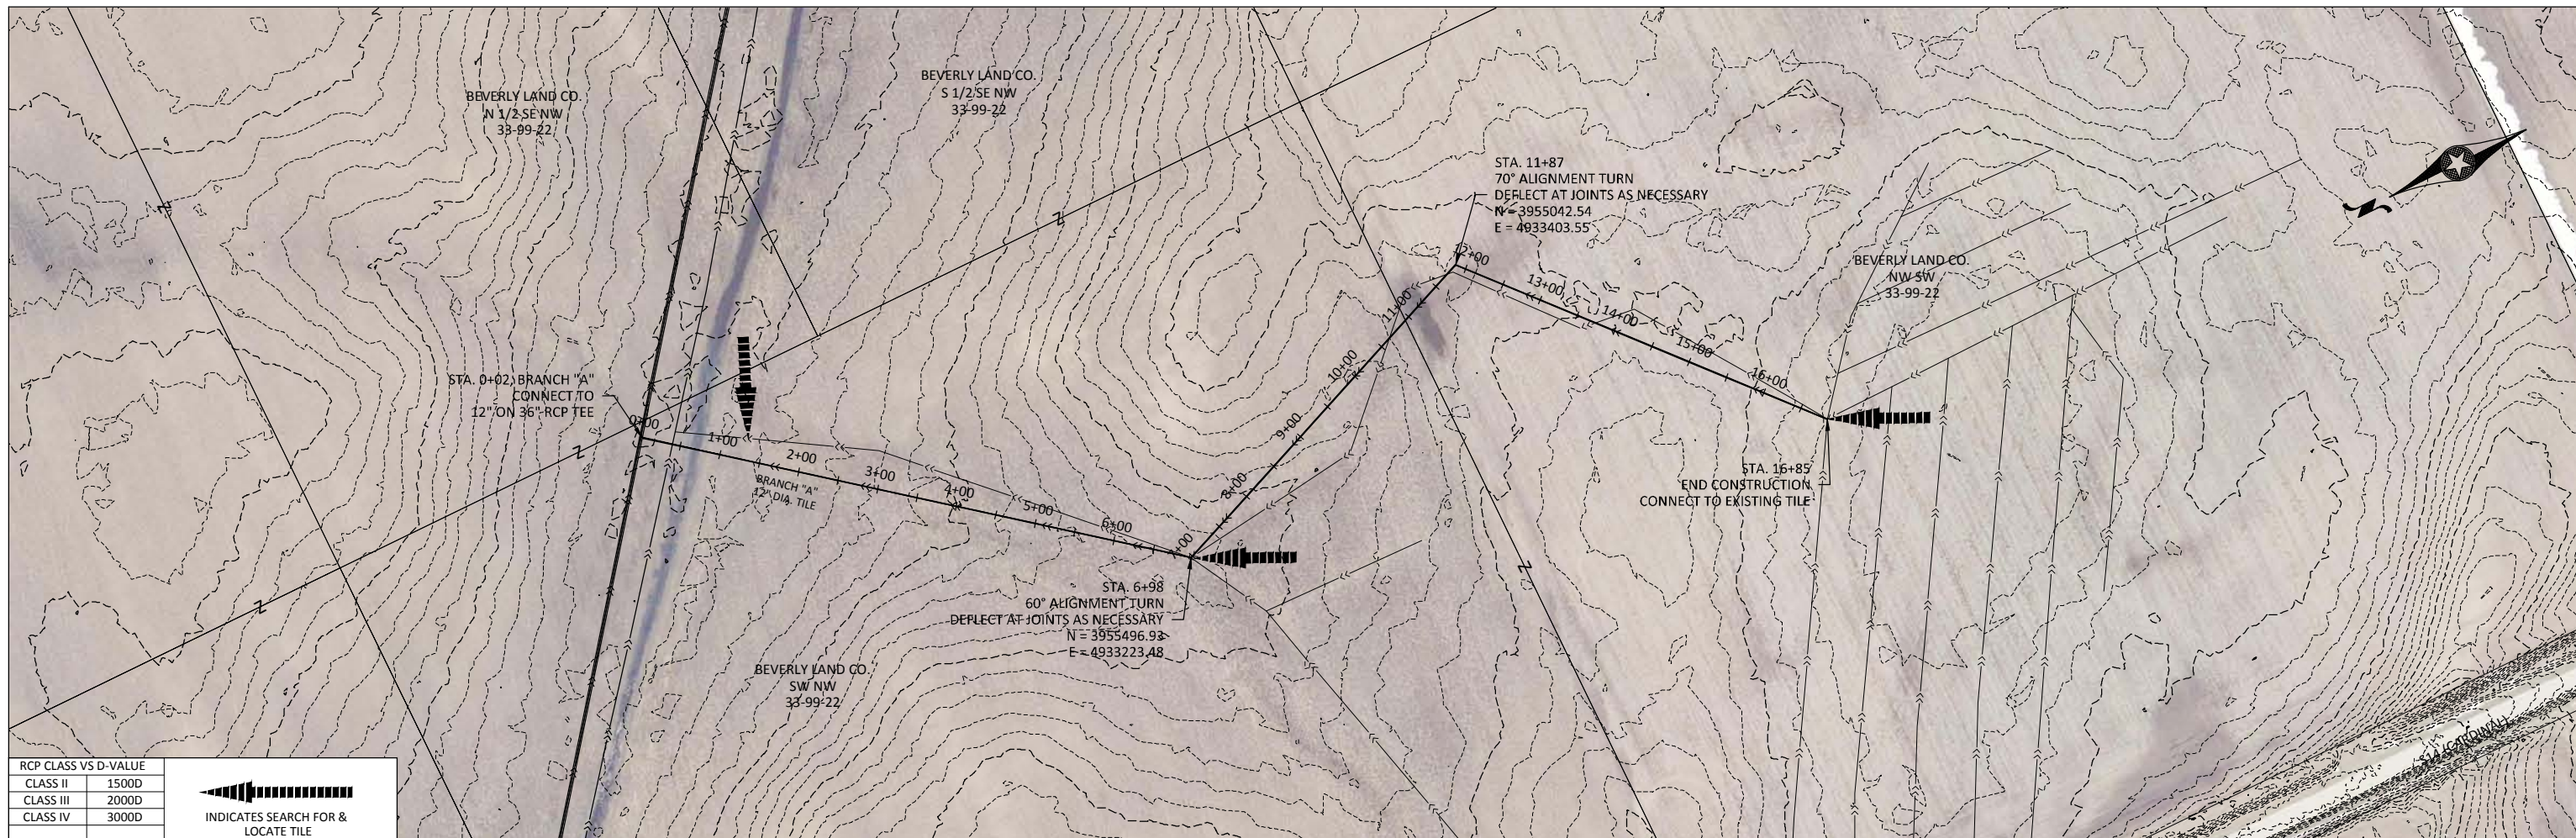 BEVERLY LAND CO.
N 1/2 SE NW
33-99-22
BEVERLY LAND CO.
S 1/2 SE NW
33-99-22
STA. 11+87
70° ALIGNMENT TURN
DEFLECT AT JOINTS AS NECESSARY
N = 3955042.54
E = 4933403.55
BEVERLY LAND CO.
NW SW
33-99-22
STA. 0+02, BRANCH "A"
CONNECT TO
12" ON 36" RCP TEE
0+00
1+00
2+00
3+00
4+00
5+00
6+00
7+00
8+00
9+00
10+00
11+00
12+00
13+00
14+00
15+00
16+00
BRANCH "A"
12" DIA. TILE
STA. 16+85
END CONSTRUCTION
CONNECT TO EXISTING TILE
STA. 6+98
60° ALIGNMENT TURN
DEFLECT AT JOINTS AS NECESSARY
N = 3955496.93
E = 4933223.48
BEVERLY LAND CO.
SW NW
33-99-22
Z
Z
Z
Z
Z
N
RCP CLASS VS D-VALUE
CLASS II 1500D
CLASS III 2000D
CLASS IV 3000D
INDICATES SEARCH FOR &
LOCATE TILE